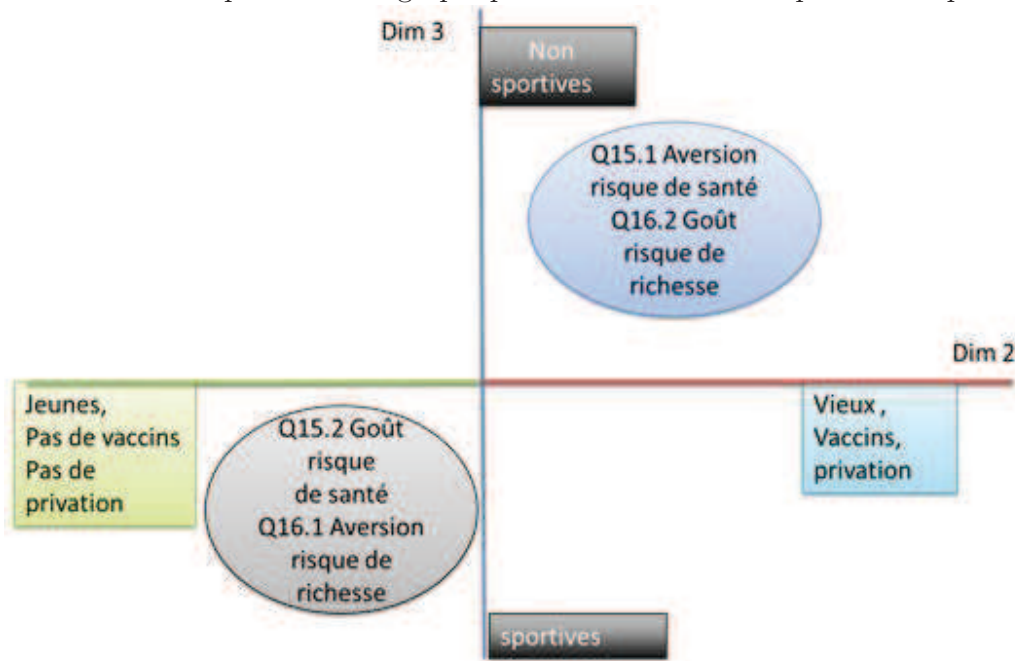 Dim 3
Non
sportives
Q15.1 Aversion
risque de santé
Q16.2 Goût
risque de
richesse
Dim 2
Jeunes,
Pas de vaccins
Pas de
privation
Q15.2 Goût
risque
de santé
Q16.1 Aversion
risque de
richesse
Vieux ,
Vaccins,
privation
sportives